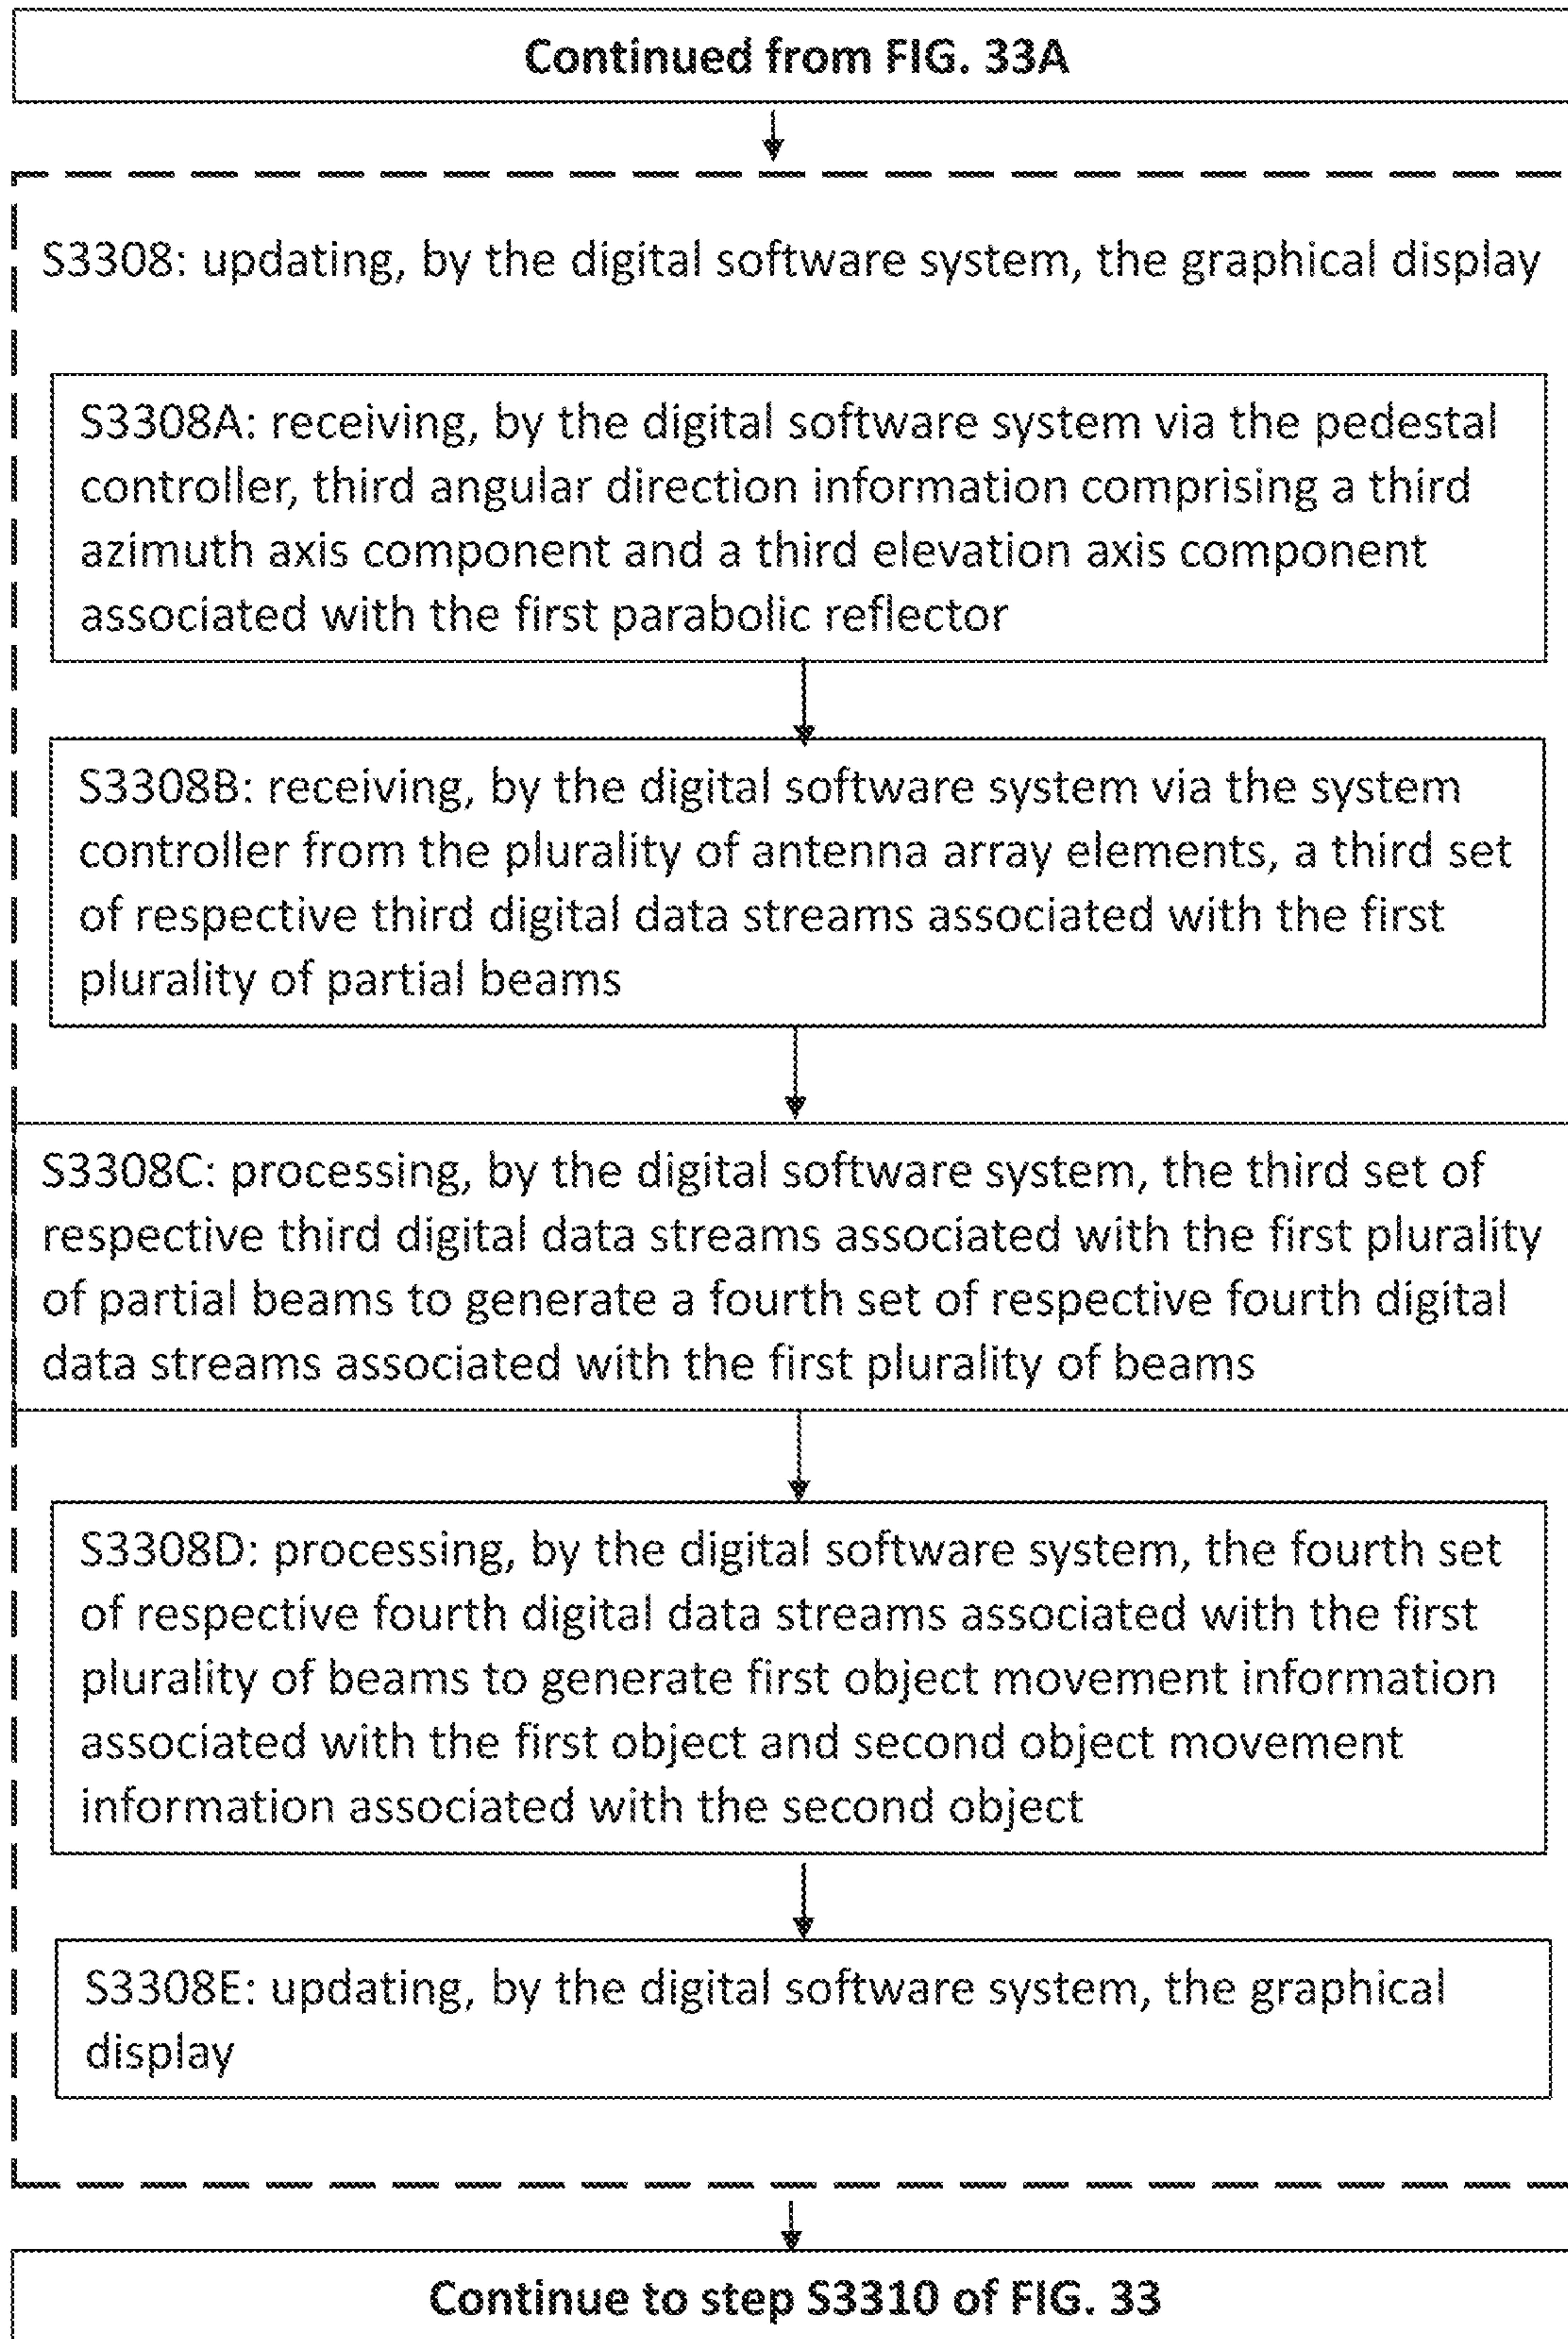 Continued from FIG. 33A
S3308: updating, by the digital software system, the graphical display
S3308A: receiving, by the digital software system via the pedestal
controller, third angular direction information comprising a third
azimuth axis component and a third elevation axis component
associated with the first parabolic reflector
S3308B: receiving, by the digital software system via the system
controller from the plurality of antenna array elements, a third set
of respective third digital data streams associated with the first
plurality of partial beams
S3308C: processing, by the digital software system, the third set of
respective third digital data streams associated with the first plurality
of partial beams to generate a fourth set of respective fourth digital
data streams associated with the first plurality of beams
S3308D: processing, by the digital software system, the fourth set
of respective fourth digital data streams associated with the first
plurality of beams to generate first object movement information
associated with the first object and second object movement
information associated with the second object
S3308E: updating, by the digital software system, the graphical
display
Continue to step S3310 of FIG. 33